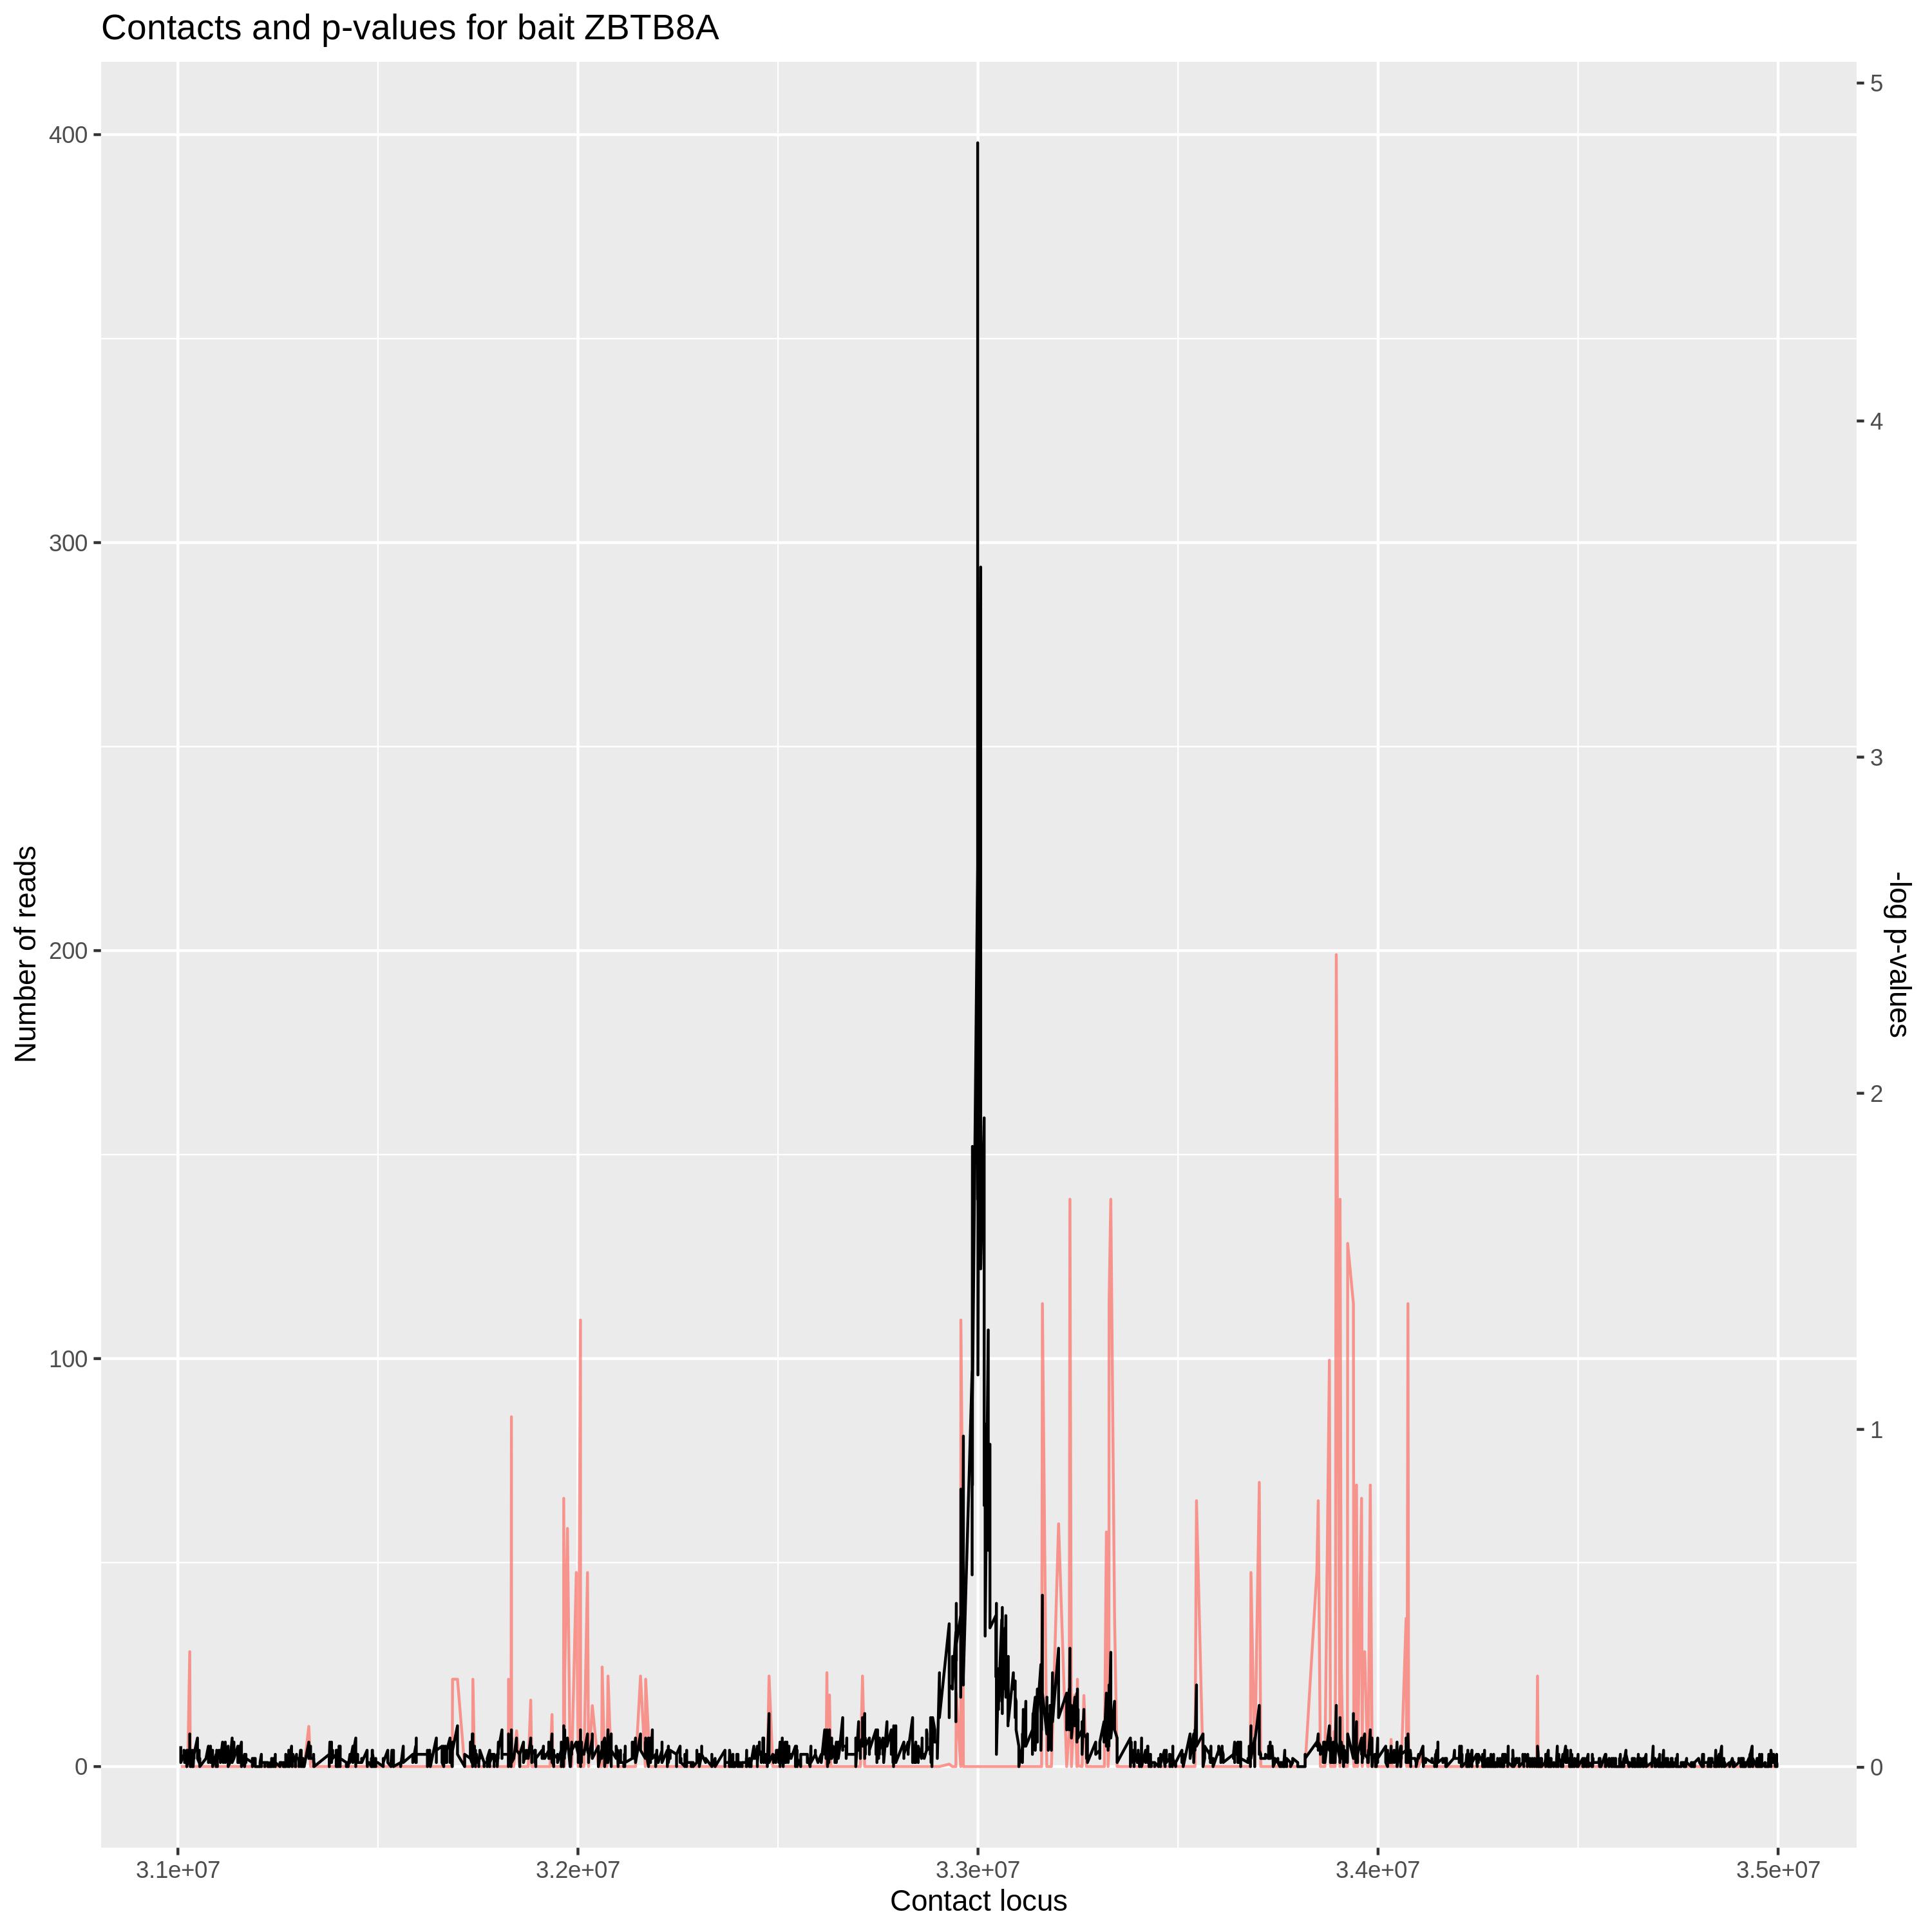 Contacts and p-values for bait ZBTB8A
400
300
200
100
0
Number of reads
5
4
3
2
1
0
-log p-values
3.1e+07
3.2e+07
3.3e+07
3.4e+07
3.5e+07
Contact locus